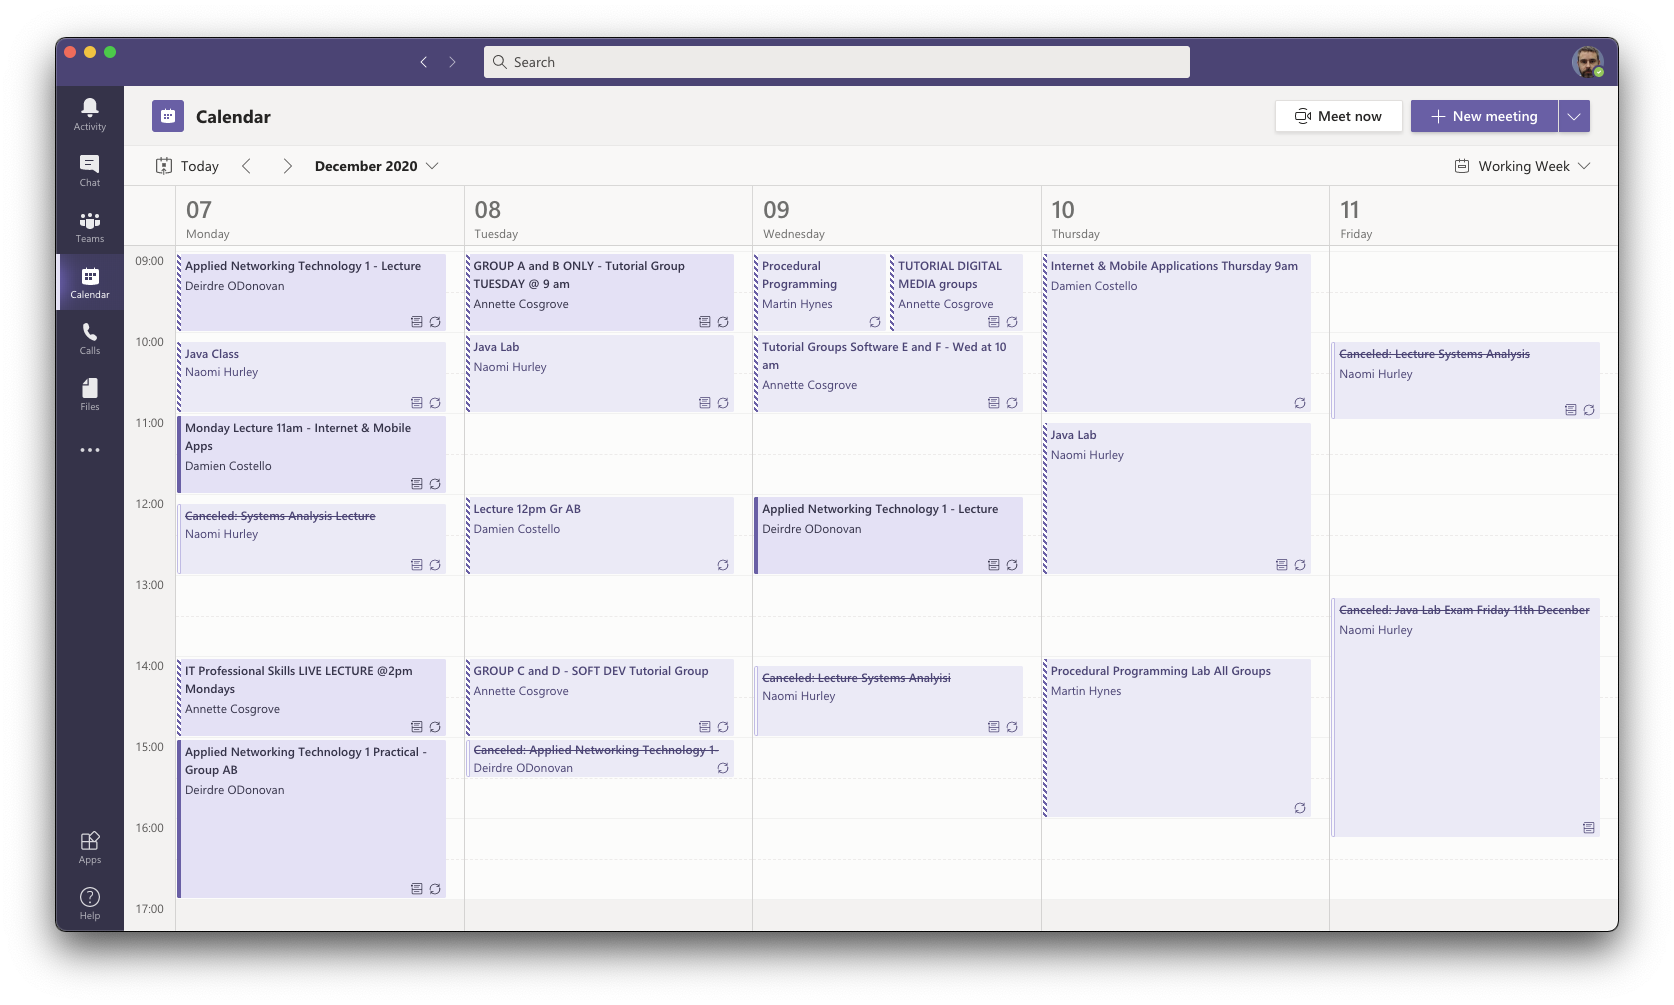 Search
Activity
Chat
Teams
Calendar
Calls
Files
Apps
Help
Calendar
Meet now
New meeting
Today
December 2020
Working Week
07
Monday
08
Tuesday
09
Wednesday
10
Thursday
11
Friday
09:00
10:00
11:00
12:00
13:00
14:00
15:00
16:00
17:00
Applied Networking Technology 1 - Lecture
Deirdre ODonovan
Java Class
Naomi Hurley
Monday Lecture 11am - Internet & Mobile
Apps
Damien Costello
Canceled: Systems Analysis Lecture
Naomi Hurley
IT Professional Skills LIVE LECTURE @2pm
Mondays
Annette Cosgrove
Applied Networking Technology 1 Practical -
Group AB
Deirdre ODonovan
GROUP A and B ONLY - Tutorial Group
TUESDAY @ 9 am
Annette Cosgrove
Java Lab
Naomi Hurley
Lecture 12pm Gr AB
Damien Costello
GROUP C and D - SOFT DEV Tutorial Group
Annette Cosgrove
Canceled: Applied Networking Technology 1
Deirdre ODonovan
Procedural
Programming
Martin Hynes
TUTORIAL DIGITAL
MEDIA groups
Annette Cosgrove
Tutorial Groups Software E and F - Wed at 10
am
Annette Cosgrove
Applied Networking Technology 1 - Lecture
Deirdre ODonovan
Canceled: Lecture Systems Analyisi
Naomi Hurley
Internet & Mobile Applications Thursday 9am
Damien Costello
Java Lab
Naomi Hurley
Procedural Programming Lab All Groups
Martin Hynes
Canceled: Lecture Systems Analysis
Naomi Hurley
Canceled: Java Lab Exam Friday 11th Decenber
Naomi Hurley